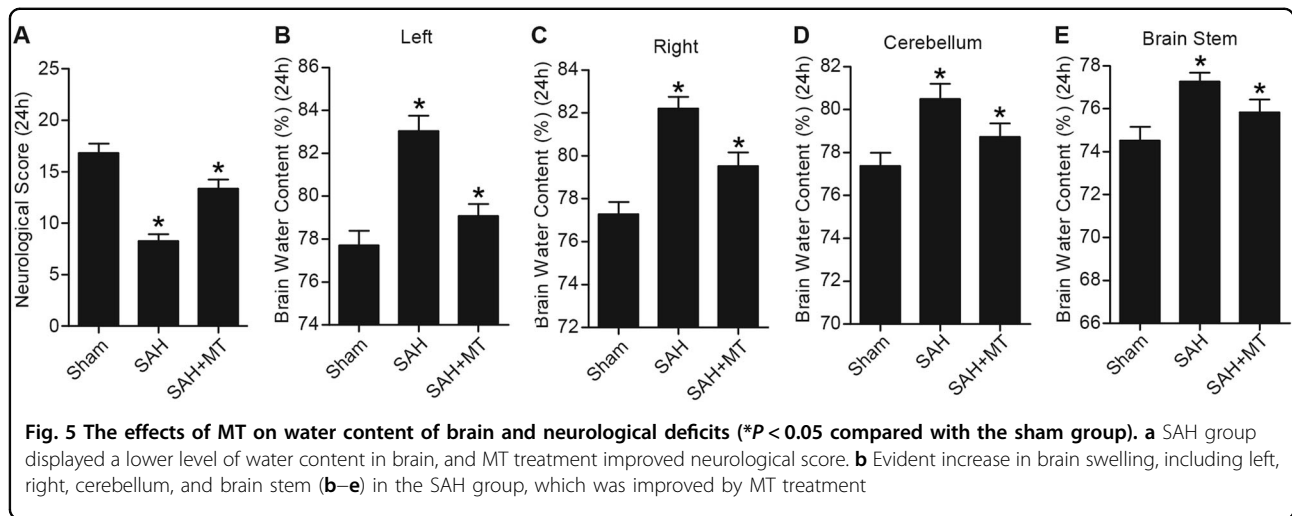 A
Neurological Score (24h)
25
20
15
10
5
0
*
*
Sham
SAH
SAH+MT
B
Left
Brain Water Content (%) (24h)
86
84
82
80
78
76
74
*
*
Sham
SAH
SAH+MT
C
Right
Brain Water Content (%) (24h)
84
82
80
78
76
74
72
*
*
Sham
SAH
SAH+MT
D
Cerebellum
Brain Water Content (%) (24h)
82
80
78
76
74
72
70
*
*
Sham
SAH
SAH+MT
E
Brain Stem
Brain Water Content (%) (24h)
78
76
74
72
70
68
66
*
*
Sham
SAH
SAH+MT
Fig. 5 The effects of MT on water content of brain and neurological deficits (*P < 0.05 compared with the sham group). a SAH group
displayed a lower level of water content in brain, and MT treatment improved neurological score. b Evident increase in brain swelling, including left,
right, cerebellum, and brain stem (b–e) in the SAH group, which was improved by MT treatment